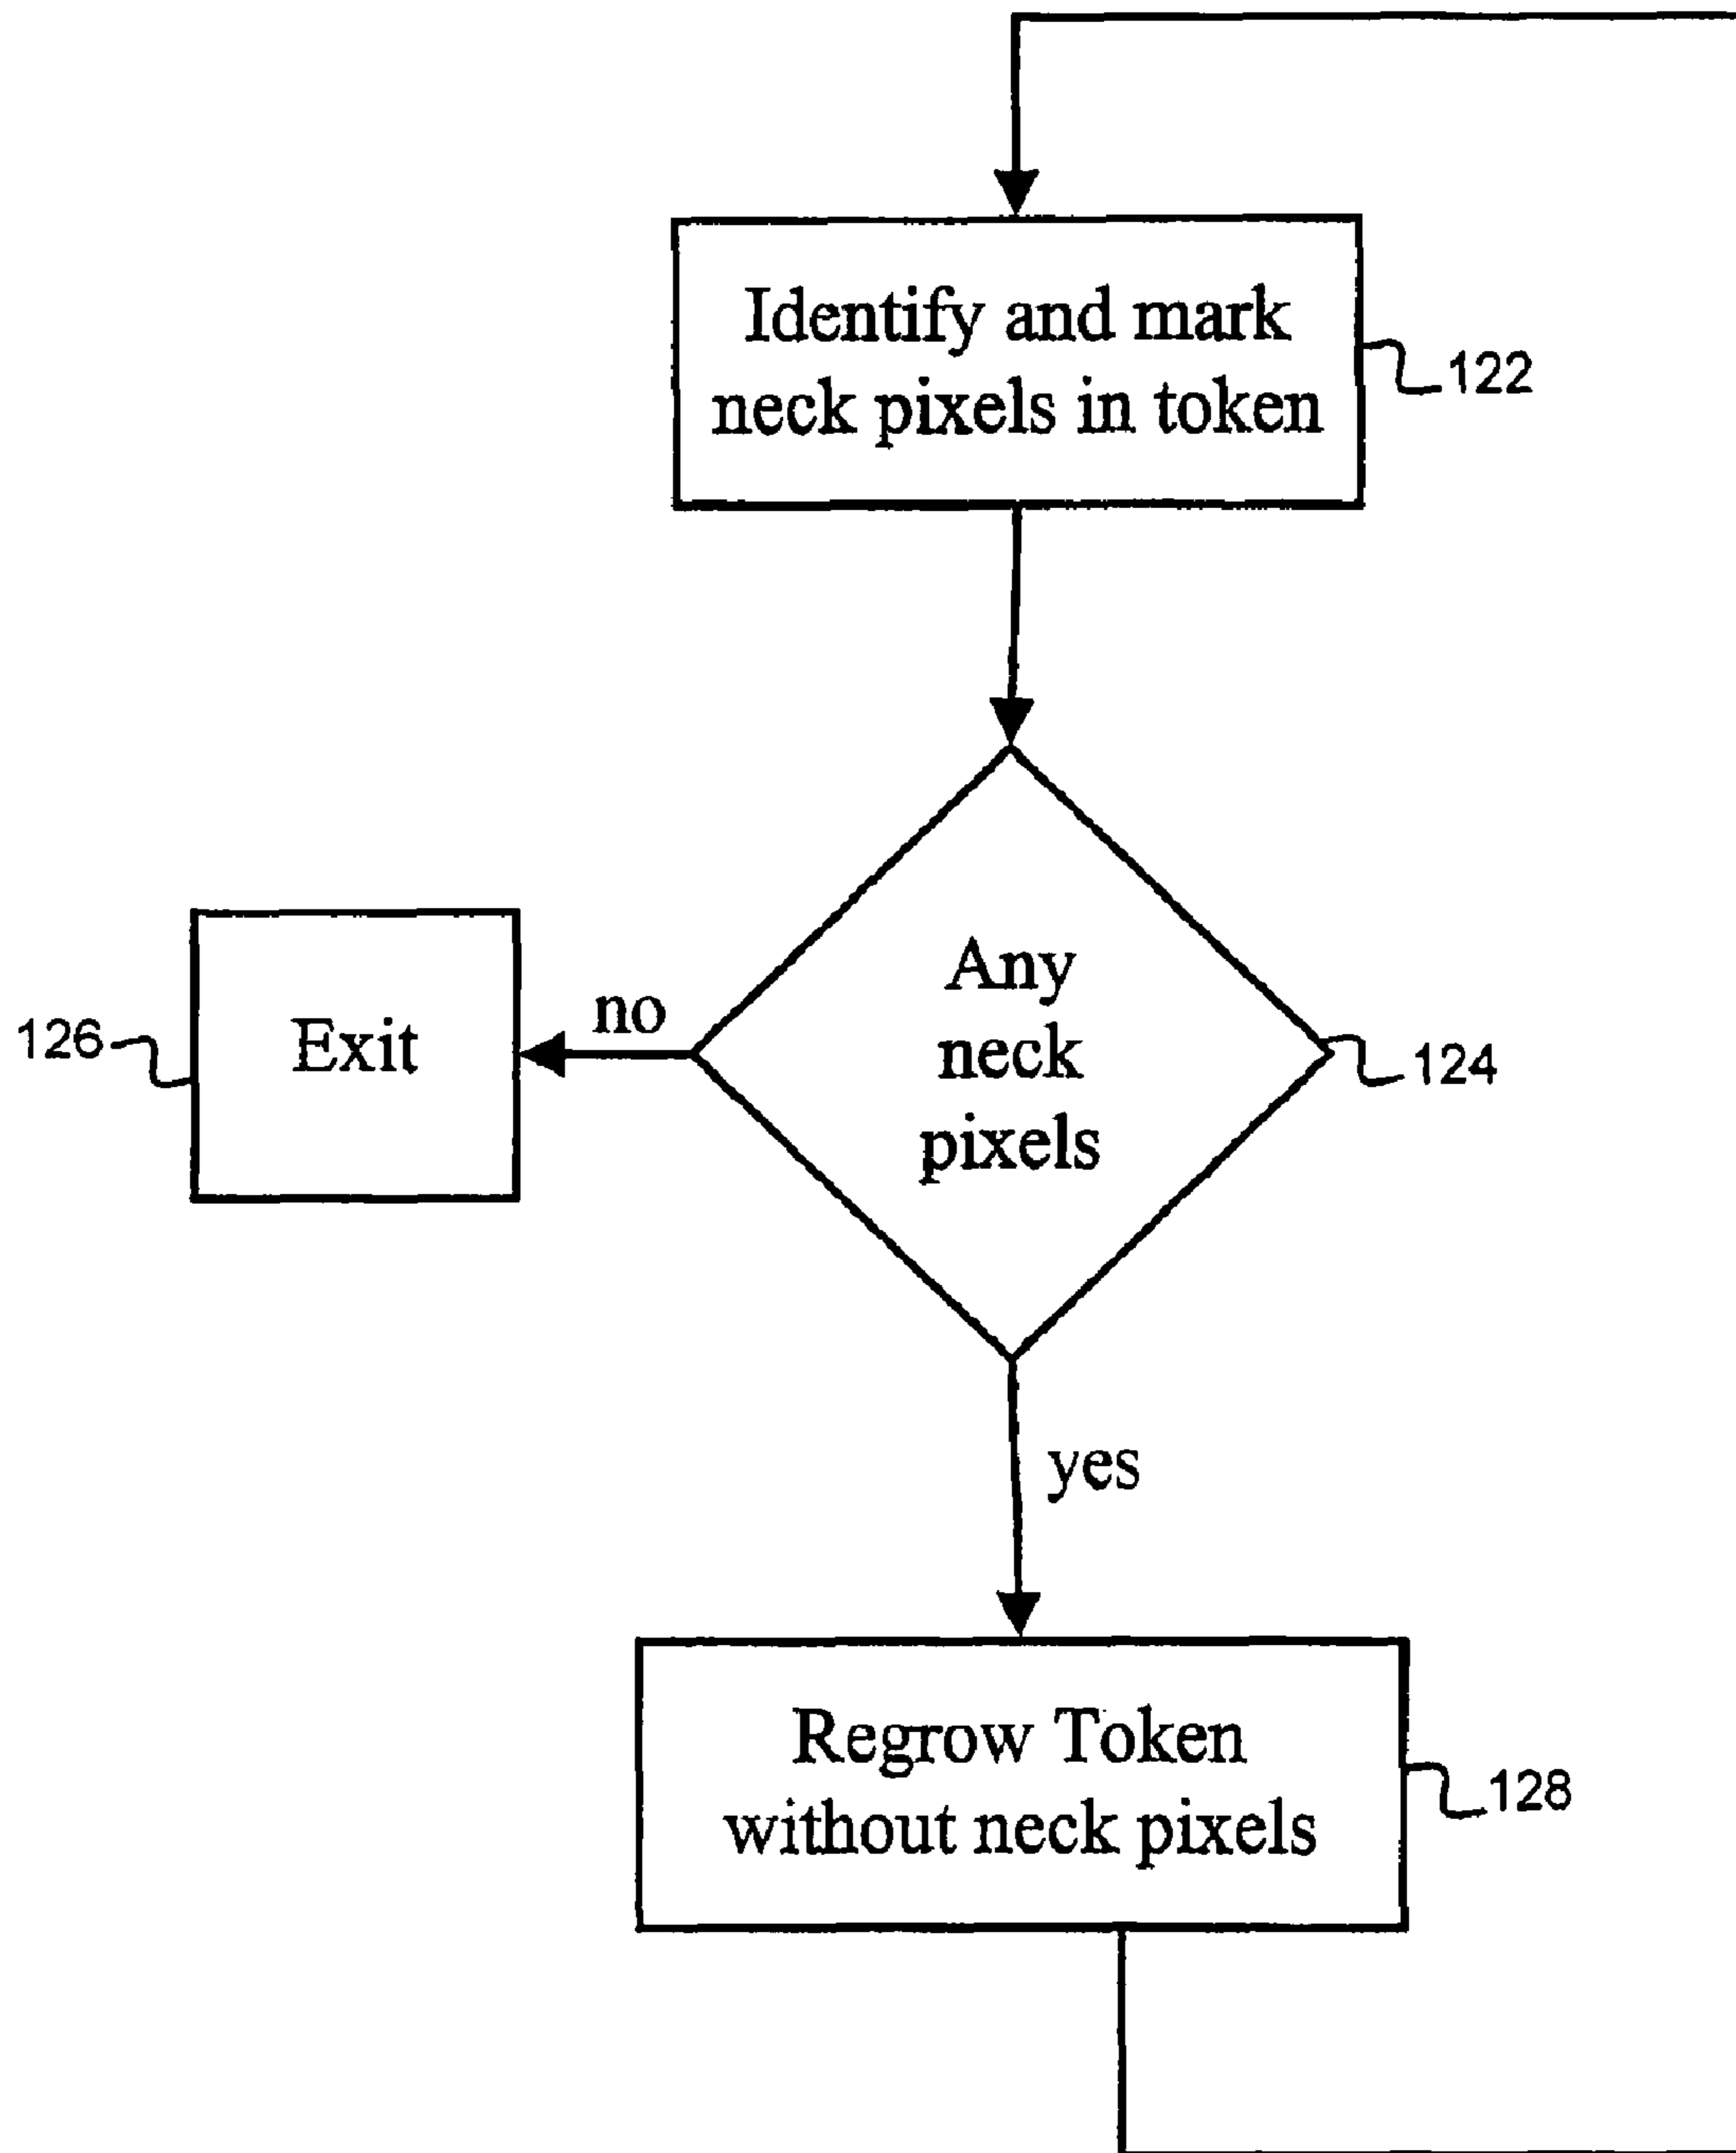 Identify and mark
neck pixels in token
122
Any
neck
pixels
124
no
Exit
126
yes
Regrow Token
without neck pixels
128